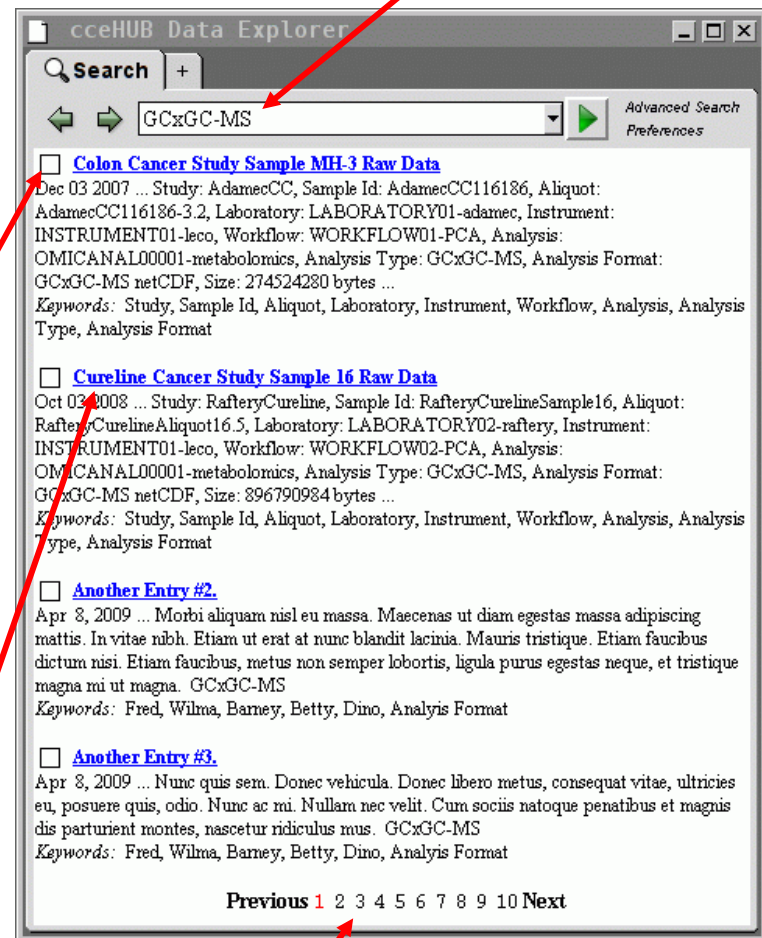 cceHUB Data Explorer
Search +
GCxGC-MS
Advanced Search
Preferences
Colon Cancer Study Sample MH-3 Raw Data
Dec 03 2007 ... Study: AdamecCC, Sample Id: AdamecCC116186, Aliquot:
AdamecCC116186-3.2, Laboratory: LABORATORY01-adamec, Instrument:
INSTRUMENT01-leco, Workflow: WORKFLOW01-PCA, Analysis:
OMICANAL00001-metabolomics, Analysis Type: GCxGC-MS, Analysis Format:
GCxGC-MS netCDF, Size: 274524280 bytes ...
Keywords: Study, Sample Id, Aliquot, Laboratory, Instrument, Workflow, Analysis, Analysis
Type, Analysis Format
Cureline Cancer Study Sample 16 Raw Data
Oct 03 2008 ... Study: RafteryCureline, Sample Id: RafteryCurelineSample16, Aliquot:
RafteryCurelineAliquot16.5, Laboratory: LABORATORY02-raftery, Instrument:
INSTRUMENT01-leco, Workflow: WORKFLOW02-PCA, Analysis:
OMICANAL00001-metabolomics, Analysis Type: GCxGC-MS, Analysis Format:
GCxGC-MS netCDF, Size: 896790984 bytes ...
Keywords: Study, Sample Id, Aliquot, Laboratory, Instrument, Workflow, Analysis, Analysis
Type, Analysis Format
Another Entry #2.
Apr 8, 2009 ... Morbi aliquam nisl eu massa. Maecenas ut diam egestas massa adipiscing
mattis. In vitae nibh. Etiam ut erat at nunc blandit lacinia. Mauris tristique. Etiam faucibus
dictum nisi. Etiam faucibus, metus non semper lobortis, ligula purus egestas neque, et tristique
magna mi ut magna. GCxGC-MS
Keywords: Fred, Wilma, Barney, Betty, Dino, Analyis Format
Another Entry #3.
Apr 8, 2009 ... Nunc quis sem. Donec vehicula. Donec libero metus, consequat vitae, ultricies
eu, posuere quis, odio. Nunc ac mi. Nullam nec velit. Cum sociis natoque penatibus et magnis
dis parturient montes, nascetur ridiculus mus. GCxGC-MS
Keywords: Fred, Wilma, Barney, Betty, Dino, Analyis Format
Previous 1 2 3 4 5 6 7 8 9 10 Next